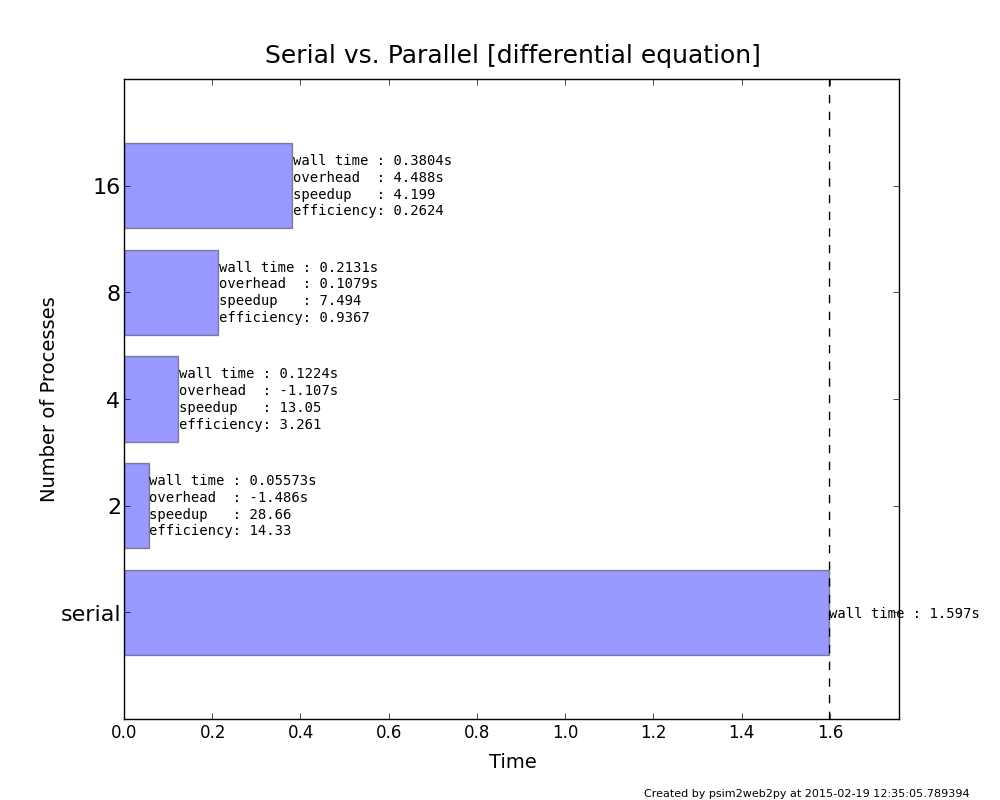 Serial vs. Parallel [differential equation]
Number of Processes
16
wall time : 0.3804s
overhead  : 4.488s
speedup   : 4.199
efficiency: 0.2624
8
wall time : 0.2131s
overhead  : 0.1079s
speedup   : 7.494
efficiency: 0.9367
4
wall time : 0.1224s
overhead  : -1.107s
speedup   : 13.05
efficiency: 3.261
2
wall time : 0.05573s
overhead  : -1.486s
speedup   : 28.66
efficiency: 14.33
serial
wall time : 1.597s
0.0 0.2 0.4 0.6 0.8 1.0 1.2 1.4 1.6
Time
Created by psim2web2py at 2015-02-19 12:35:05.789394